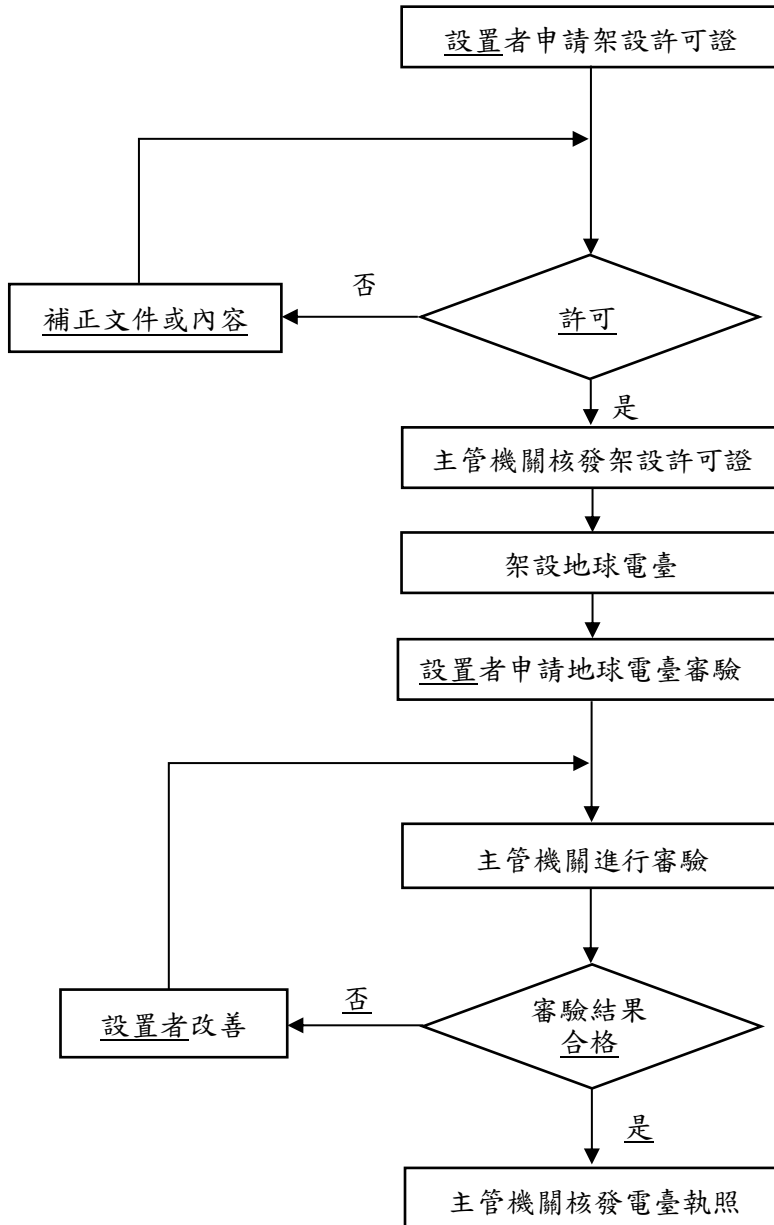 設置者申請架設許可證
否
補正文件或內容
許可
是
主管機關核發架設許可證
架設地球電臺
設置者申請地球電臺審驗
主管機關進行審驗
否
設置者改善
審驗結果
合格
是
主管機關核發電臺執照